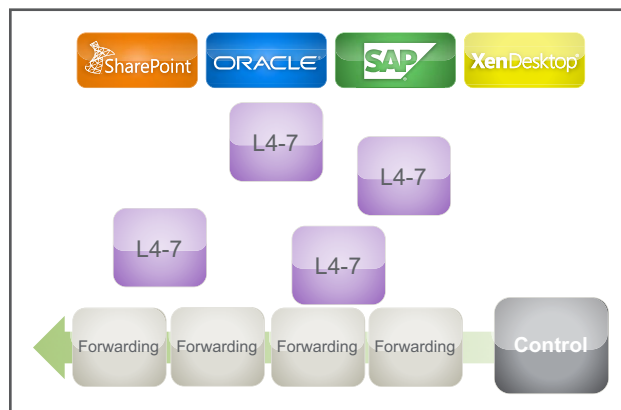 SharePoint
ORACLE®
SAP
XenDesktop®
L4-7
L4-7
L4-7
L4-7
Forwarding
Forwarding
Forwarding
Forwarding
Control